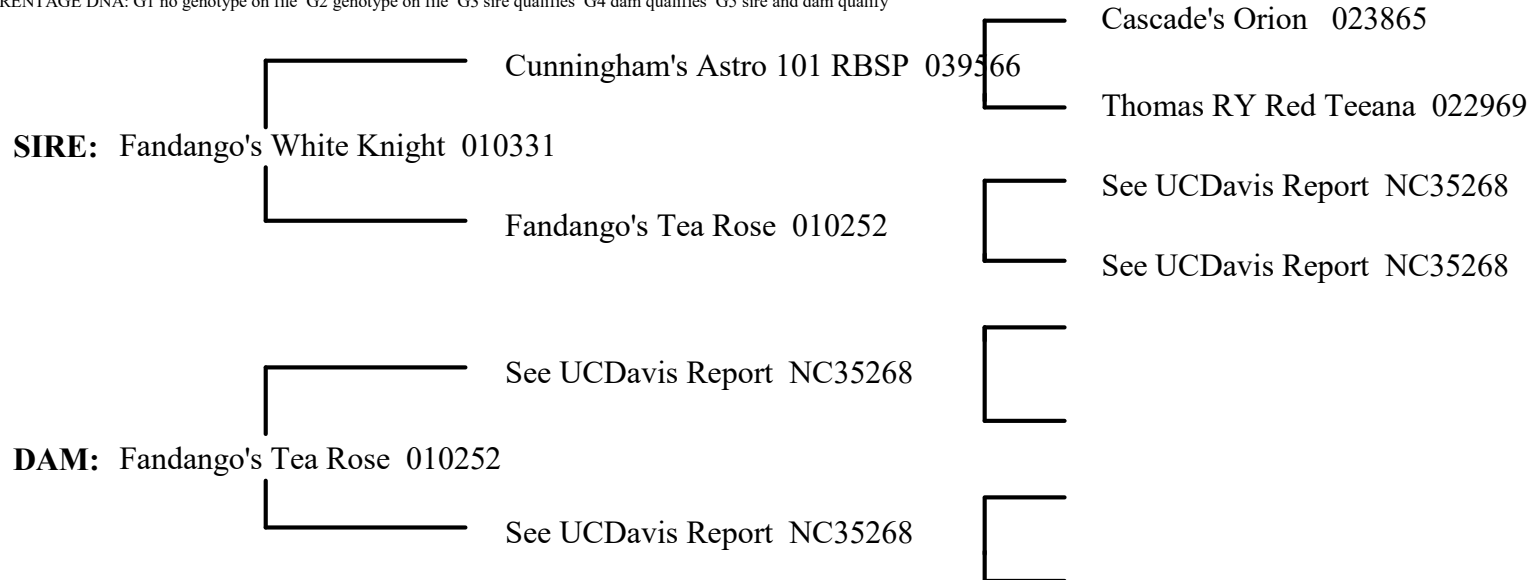 RENTAGE DNA: G1 no genotype on file G2 genotype on file G3 sire qualifies G4 dam qualifies G5 sire and dam qualify
Cascade's Orion 023865
Cunningham's Astro 101 RBSP 039566
Thomas RY Red Teeana 022969
SIRE: Fandango's White Knight 010331
See UCDavis Report NC35268
Fandango's Tea Rose 010252
See UCDavis Report NC35268
See UCDavis Report NC35268
DAM: Fandango's Tea Rose 010252
See UCDavis Report NC35268